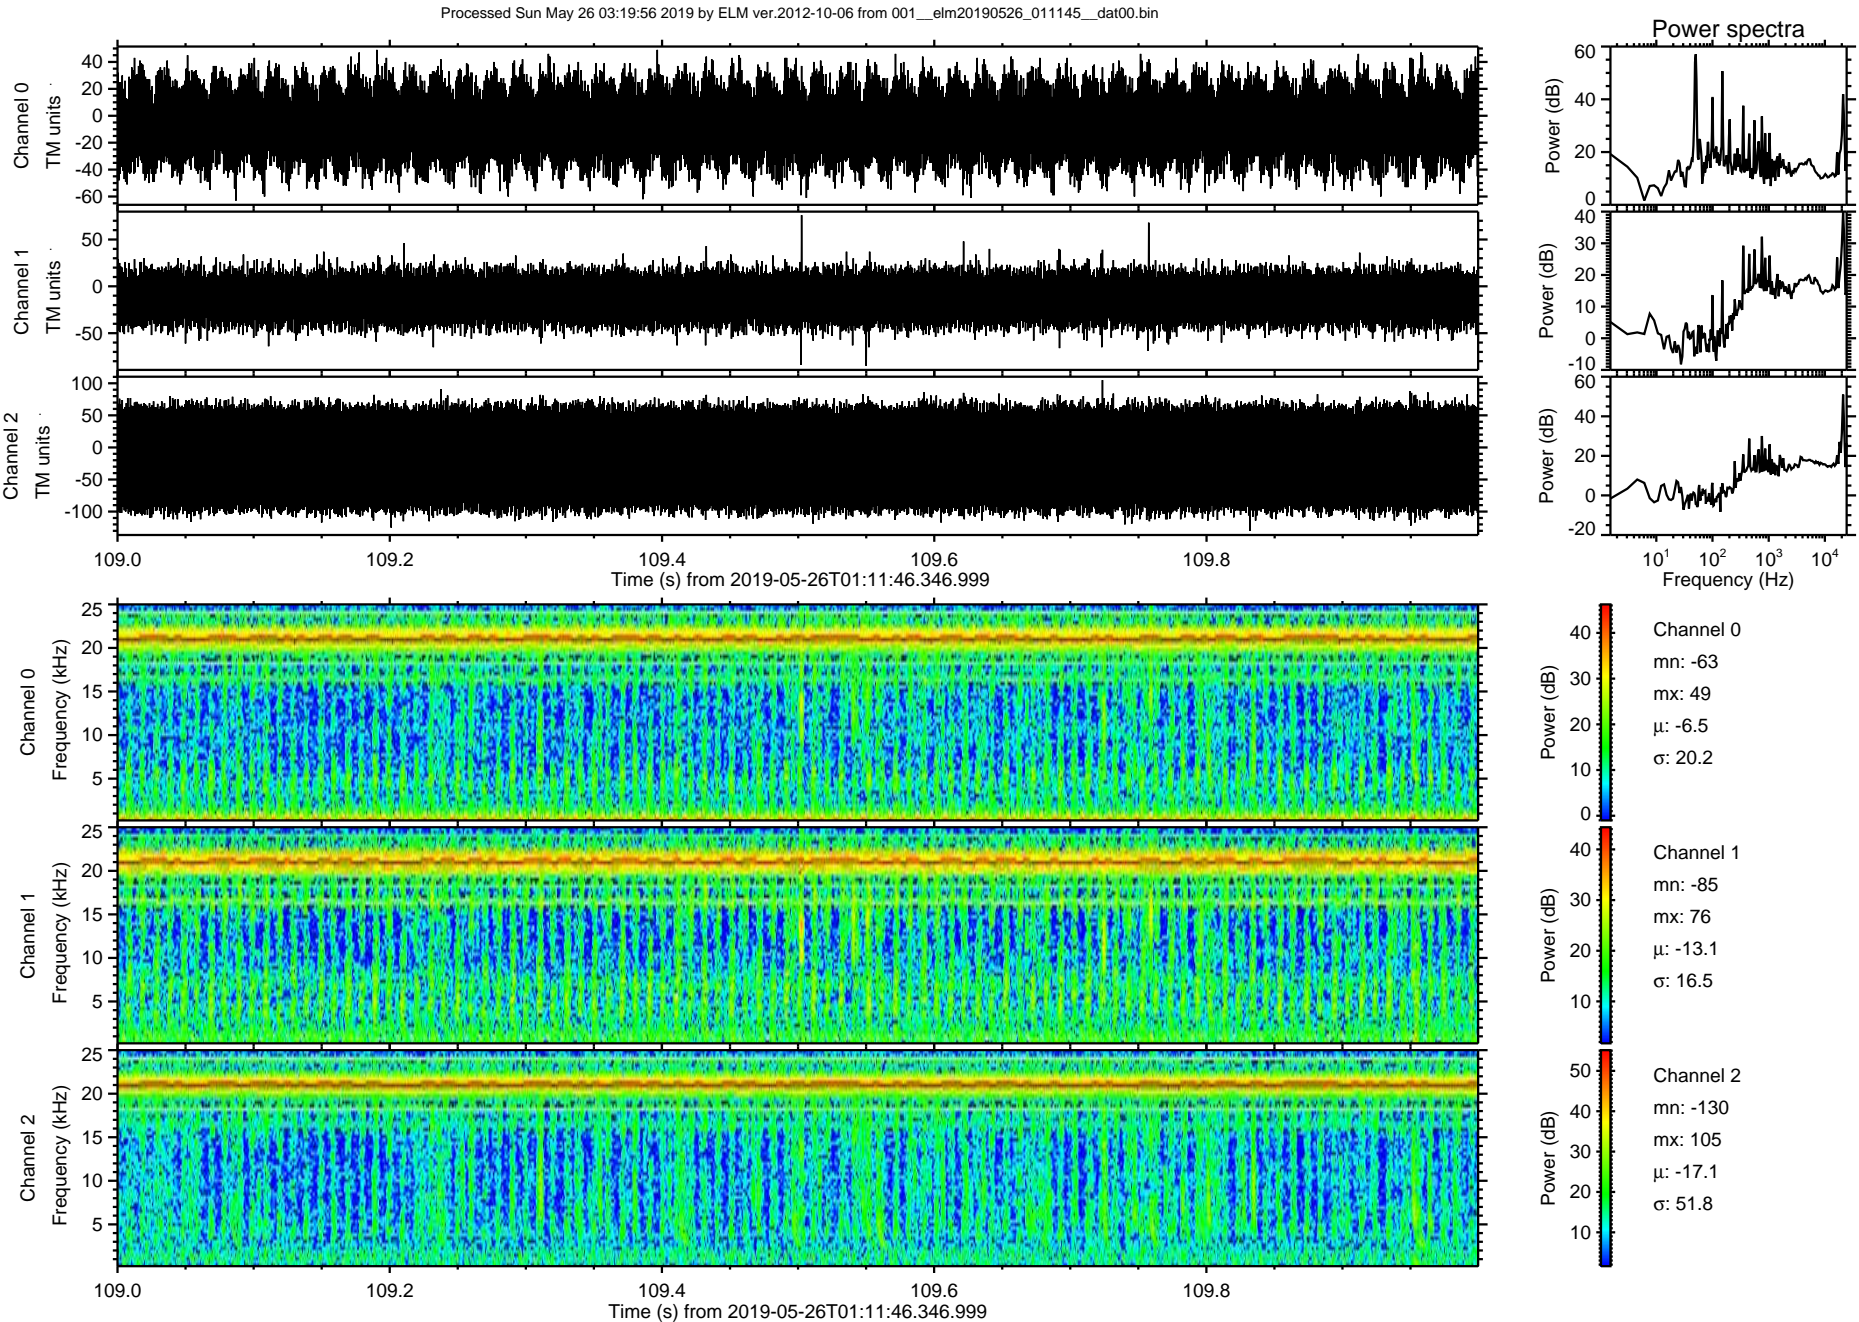 Processed Sun May 26 03:19:56 2019 by ELM ver.2012-10-06 from 001__elm20190526_011145__dat00.bin
Power spectra
Channel 0
TM units
40
20
0
-20
-40
-60
Power (dB)
60
40
20
0
Channel 1
TM units
50
0
-50
Power (dB)
40
30
20
10
0
-10
Channel 2
TM units
100
50
0
-50
-100
Power (dB)
60
40
20
0
-20
109.0 109.2 109.4 109.6 109.8
Time (s) from 2019-05-26T01:11:46.346.999
10^1 10^2 10^3 10^4
Frequency (Hz)
Channel 0
Frequency (kHz)
25
20
15
10
5
Power (dB)
40
30
20
10
0
Channel 0
mn: -63
mx: 49
μ: -6.5
σ: 20.2
Channel 1
Frequency (kHz)
25
20
15
10
5
Power (dB)
40
30
20
10
Channel 1
mn: -85
mx: 76
μ: -13.1
σ: 16.5
Channel 2
Frequency (kHz)
25
20
15
10
5
Power (dB)
50
40
30
20
10
Channel 2
mn: -130
mx: 105
μ: -17.1
σ: 51.8
109.0 109.2 109.4 109.6 109.8
Time (s) from 2019-05-26T01:11:46.346.999